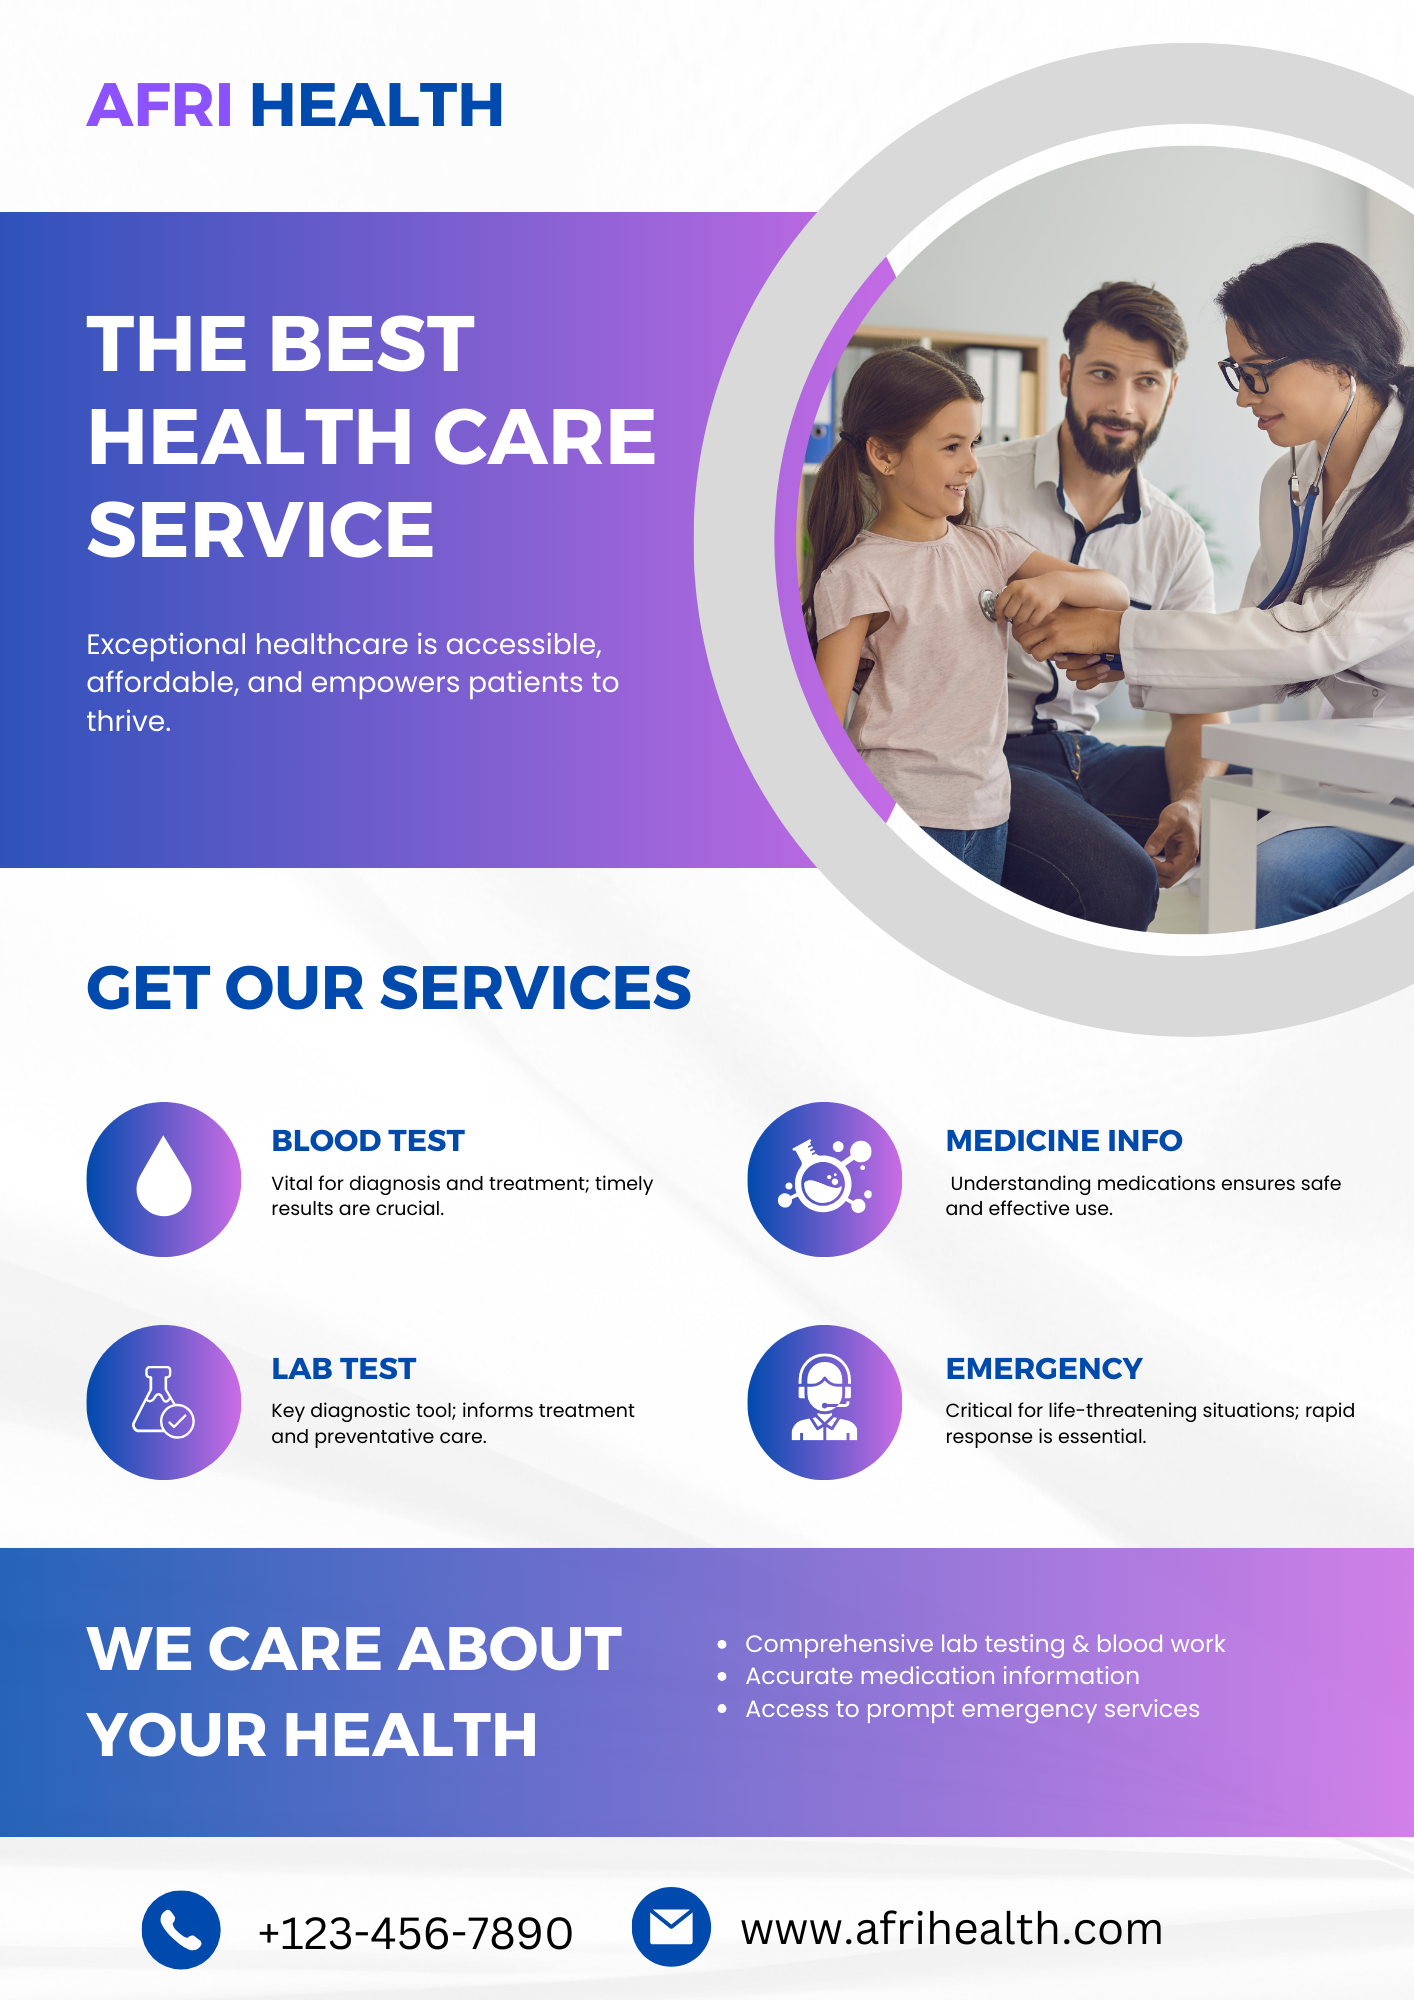 AFRI HEALTH
THE BEST
HEALTH CARE
SERVICE
Exceptional healthcare is accessible,
affordable, and empowers patients to
thrive.
GET OUR SERVICES
BLOOD TEST
Vital for diagnosis and treatment; timely
results are crucial.
MEDICINE INFO
Understanding medications ensures safe
and effective use.
LAB TEST
Key diagnostic tool; informs treatment
and preventative care.
EMERGENCY
Critical for life-threatening situations; rapid
response is essential.
WE CARE ABOUT
YOUR HEALTH
• Comprehensive lab testing & blood work
• Accurate medication information
• Access to prompt emergency services
+123-456-7890
www.afrihealth.com